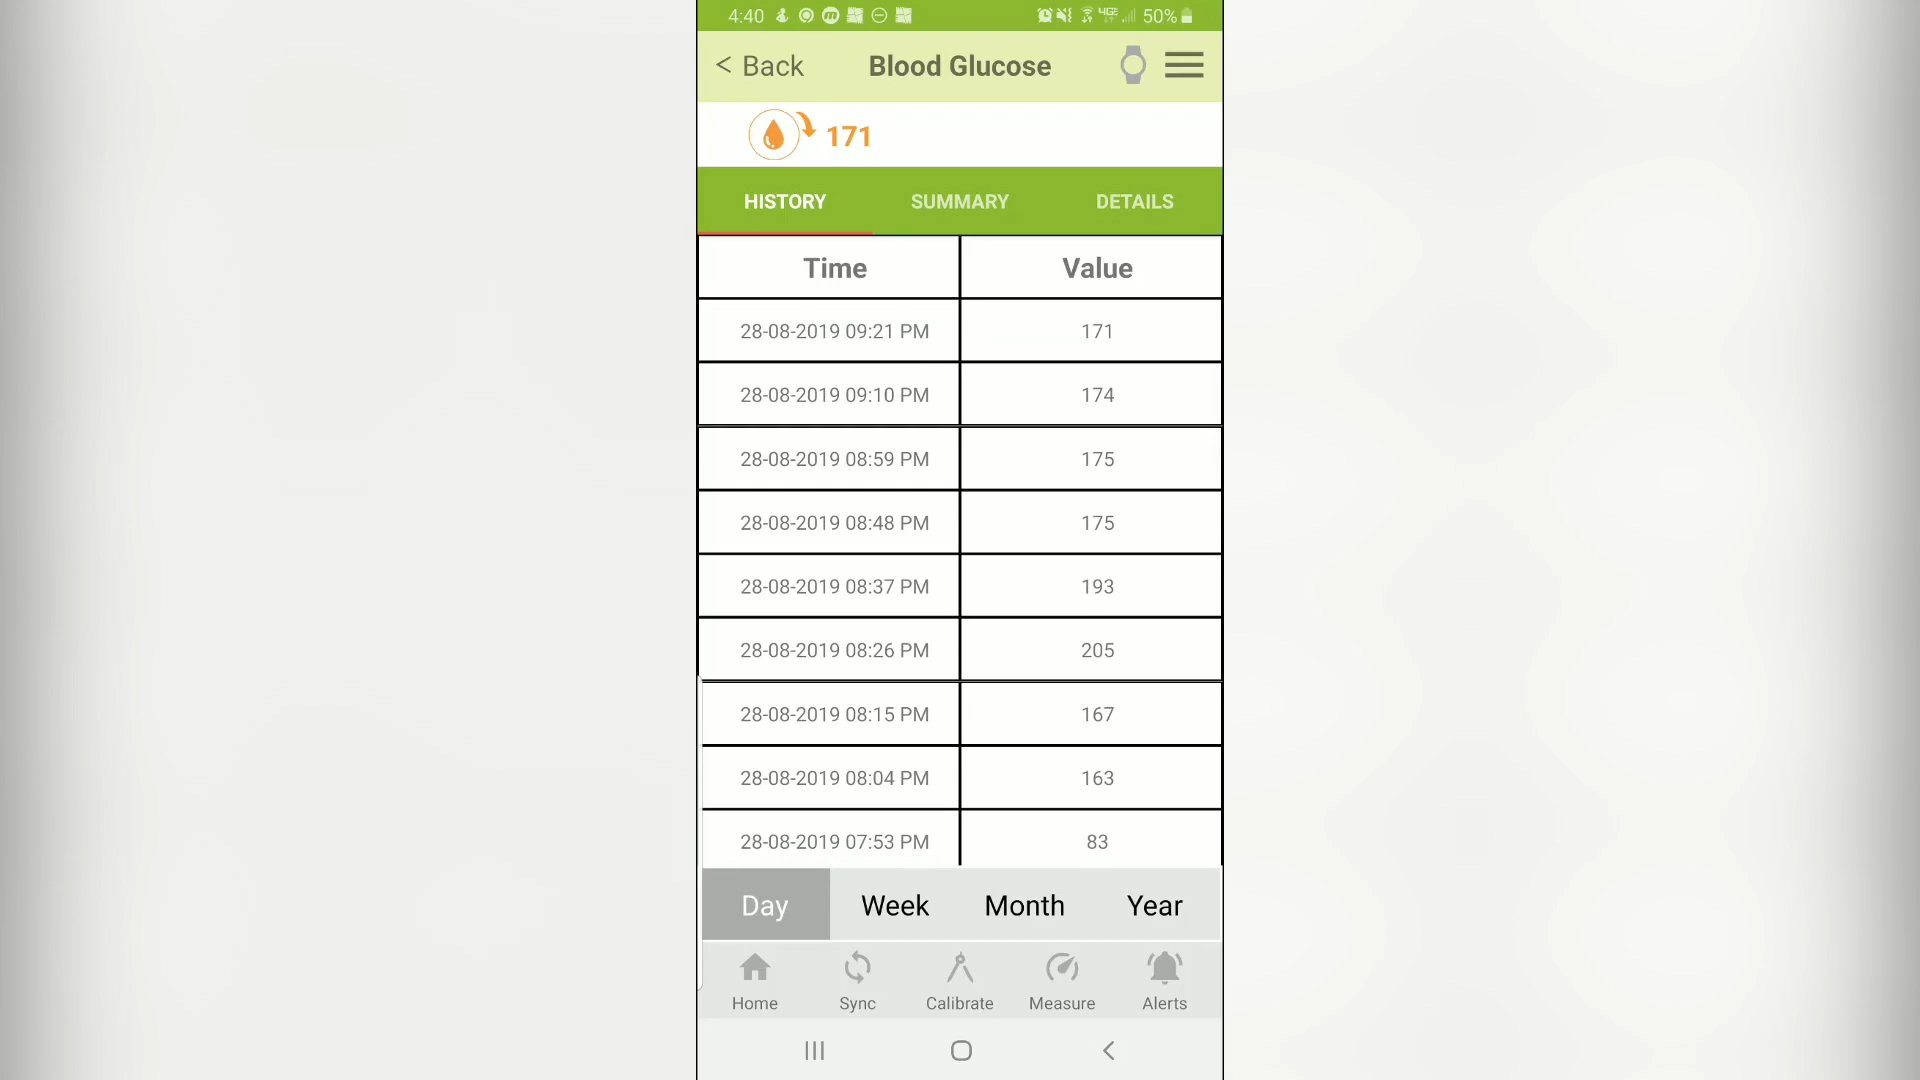 4:40 50%
< Back Blood Glucose
171
HISTORY SUMMARY DETAILS
Time Value
28-08-2019 09:21 PM 171
28-08-2019 09:10 PM 174
28-08-2019 08:59 PM 175
28-08-2019 08:48 PM 175
28-08-2019 08:37 PM 193
28-08-2019 08:26 PM 205
28-08-2019 08:15 PM 167
28-08-2019 08:04 PM 163
28-08-2019 07:53 PM 83
Day Week Month Year
Home Sync Calibrate Measure Alerts